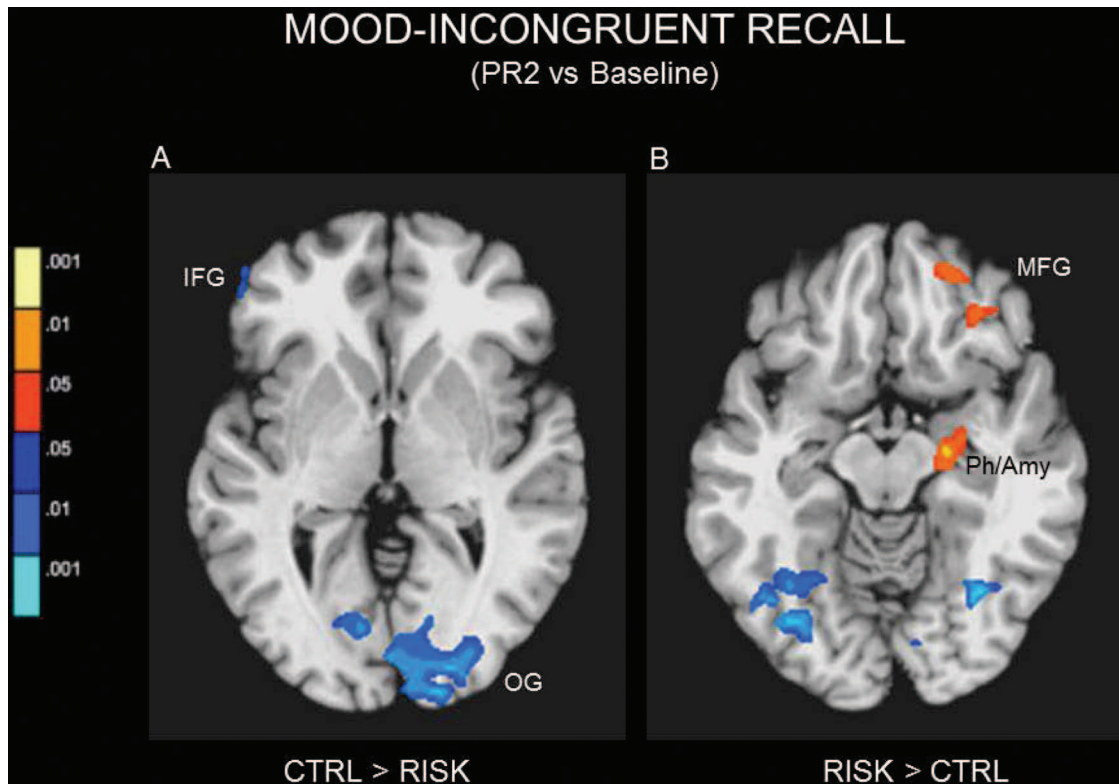 MOOD-INCONGRUENT RECALL
(PR2 vs Baseline)
A
B
IFG
MFG
.001
.01
.05
.05
.01
.001
Ph/Amy
OG
CTRL > RISK
RISK > CTRL